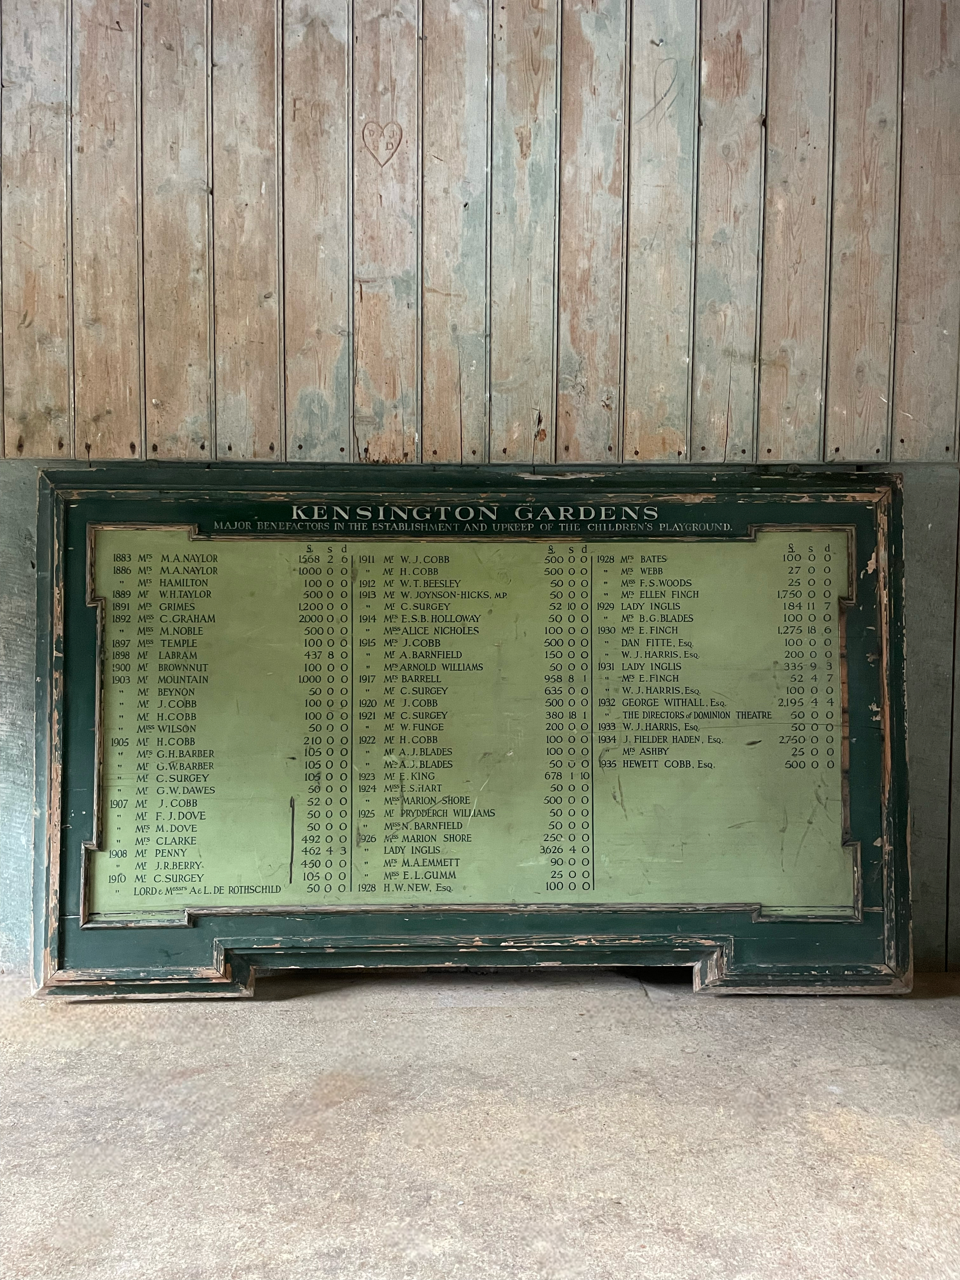 KENSINGTON GARDENS
MAJOR BENEFACTORS IN THE ESTABLISHMENT AND UPKEEP OF THE CHILDREN'S PLAYGROUND.
£ s d
1883 Mrs M.A.NAYLOR 1,568 2 6
1886 Mrs M.A.NAYLOR 1,000 0 0
" Mrs HAMILTON 100 0 0
1889 Mr W.H.TAYLOR 500 0 0
1891 Mrs GRIMES 1,200 0 0
1892 Miss C.GRAHAM 2000 0 0
" Miss M.NOBLE 500 0 0
1897 Mrs TEMPLE 100 0 0
1898 Mr LABRAM 437 8 0
1900 Mr BROWNNUT 100 0 0
1903 Mr MOUNTAIN 1,000 0 0
" Mr BEYNON 50 0 0
" Mr J.COBB 100 0 0
" Mr H.COBB 100 0 0
" Miss WILSON 50 0 0
1905 Mr H.COBB 210 0 0
" Mrs G.H.BARBER 105 0 0
" Mr G.W.BARBER 105 0 0
" Mr C.SURGEY 105 0 0
" Mr G.W.DAWES 50 0 0
1907 Mr J.COBB 52 0 0
" Mr F.J.DOVE 50 0 0
" Mrs M.DOVE 50 0 0
" Mrs CLARKE 492 0 0
1908 Mr PENNY 462 4 3
" Mr J.R.BERRY 450 0 0
1910 Mr C.SURGEY 105 0 0
" LORD & Messrs A & L. DE ROTHSCHILD 50 0 0
£ s d
1911 Mr W.J.COBB 500 0 0
" Mr H.COBB 500 0 0
1912 Mr W.T.BEESLEY 50 0 0
1913 Mr W.JOYNSON-HICKS, M.P. 50 0 0
" Mr C.SURGEY 52 10 0
1914 Mr E.S.B.HOLLOWAY 50 0 0
" Miss ALICE NICHOLES 100 0 0
1915 Mr J.COBB 500 0 0
" Mr A.BARNFIELD 150 0 0
" Mrs ARNOLD WILLIAMS 50 0 0
1917 Mrs BARRELL 958 8 1
" Mr C.SURGEY 635 0 0
1920 Mr J.COBB 500 0 0
1921 Mr C.SURGEY 380 18 1
" Mr W.FUNGE 200 0 0
1922 Mr H.COBB 100 0 0
" Mr A.J.BLADES 100 0 0
" Mrs A.J.BLADES 50 0 0
1923 Mr E.KING 678 1 10
1924 Miss E.S.HART 50 0 0
" Miss MARION SHORE 500 0 0
1925 Mr PRYDDERCH WILLIAMS 50 0 0
" Miss N.BARNFIELD 50 0 0
1926 Miss MARION SHORE 250 0 0
" LADY INGLIS 3,626 4 0
" Mrs M.A.EMMETT 90 0 0
" Miss E.L.GUMM 25 0 0
1928 H.W.NEW, Esq. 100 0 0
£ s d
1928 Mrs BATES 100 0 0
" Mrs WEBB 27 0 0
" Miss F.S.WOODS 25 0 0
" Mrs ELLEN FINCH 1,750 0 0
1929 LADY INGLIS 184 11 7
" Mrs B.G.BLADES 100 0 0
1930 Mrs E.FINCH 1,275 18 6
" DAN FITTE, Esq. 100 0 0
" W.J.HARRIS, Esq. 200 0 0
1931 LADY INGLIS 335 9 3
" Mrs E.FINCH 52 4 7
" W.J.HARRIS, Esq. 100 0 0
1932 GEORGE WITHALL, Esq. 2,195 4 4
" THE DIRECTORS of DOMINION THEATRE 50 0 0
1933 W.J.HARRIS, Esq. 50 0 0
1934 J.FIELDER HADEN, Esq. 2,750 0 0
" Mrs ASHBY 25 0 0
1935 HEWETT COBB, Esq. 500 0 0